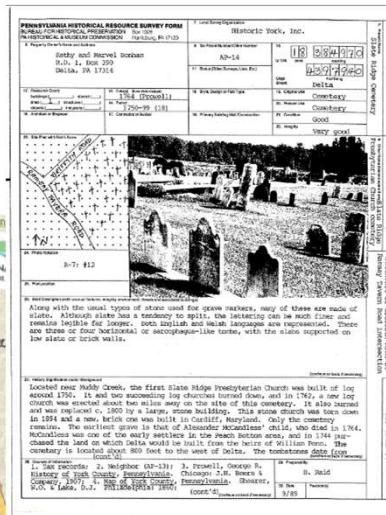 PENNSYLVANIA HISTORICAL RESOURCE SURVEY FORM
BUREAU FOR HISTORIC PRESERVATION Box 1026
PA HISTORICAL & MUSEUM COMMISSION Harrisburg, PA 17120
Historic York, Inc.
Kathy and Marvel Donhan
R.D. 1, Box 290
Delta, PA 17314
AP-14
18 384970
4397940
Delta
1764 (Prowell)
1750-99 (18)
Cemetery
Cemetery
Good
Very good
Slate Ridge Cemetery
Slate Ridge
Presbyterian Church cemetery
A-7: #12
Along with the usual types of stone used for grave markers, many of these are made of
slate. Although slate has a tendency to split, the lettering can be much finer and
remains legible far longer. Both English and Welsh languages are represented. There
are three or four horizontal or sarcophagus-like tombs, with the slabs supported on
low slate or brick walls.
Located near Muddy Creek, the first Slate Ridge Presbyterian Church was built of log
around 1750. It and two succeeding log churches burned down, and in 1762, a new log
church was erected about two miles away on the site of this cemetery. It also burned
and was replaced c. 1800 by a large, stone building. This stone church was torn down
in 1894 and a new, brick one was built in Cardiff, Maryland. Only the cemetery
remains. The earliest grave is that of Alexander McCandless' child, who died in 1764.
McCandless was one of the early settlers in the Peach Bottom area, and in 1744 pur-
chased the land on which Delta would be built from the heirs of William Penn. The
cemetery is located about 800 feet to the west of Delta. The tombstones date from
(cont'd)
1. Tax records; 2. Neighbor (AP-13); 3. Prowell, George R.
History of York County, Pennsylvania. Chicago: J.H. Beers &
Company, 1907; 4. Map of York County, Pennsylvania. Shearer,
W.O. & Lake, D.J. Philadelphia: 1860;
(cont'd)
B. Raid
9/89